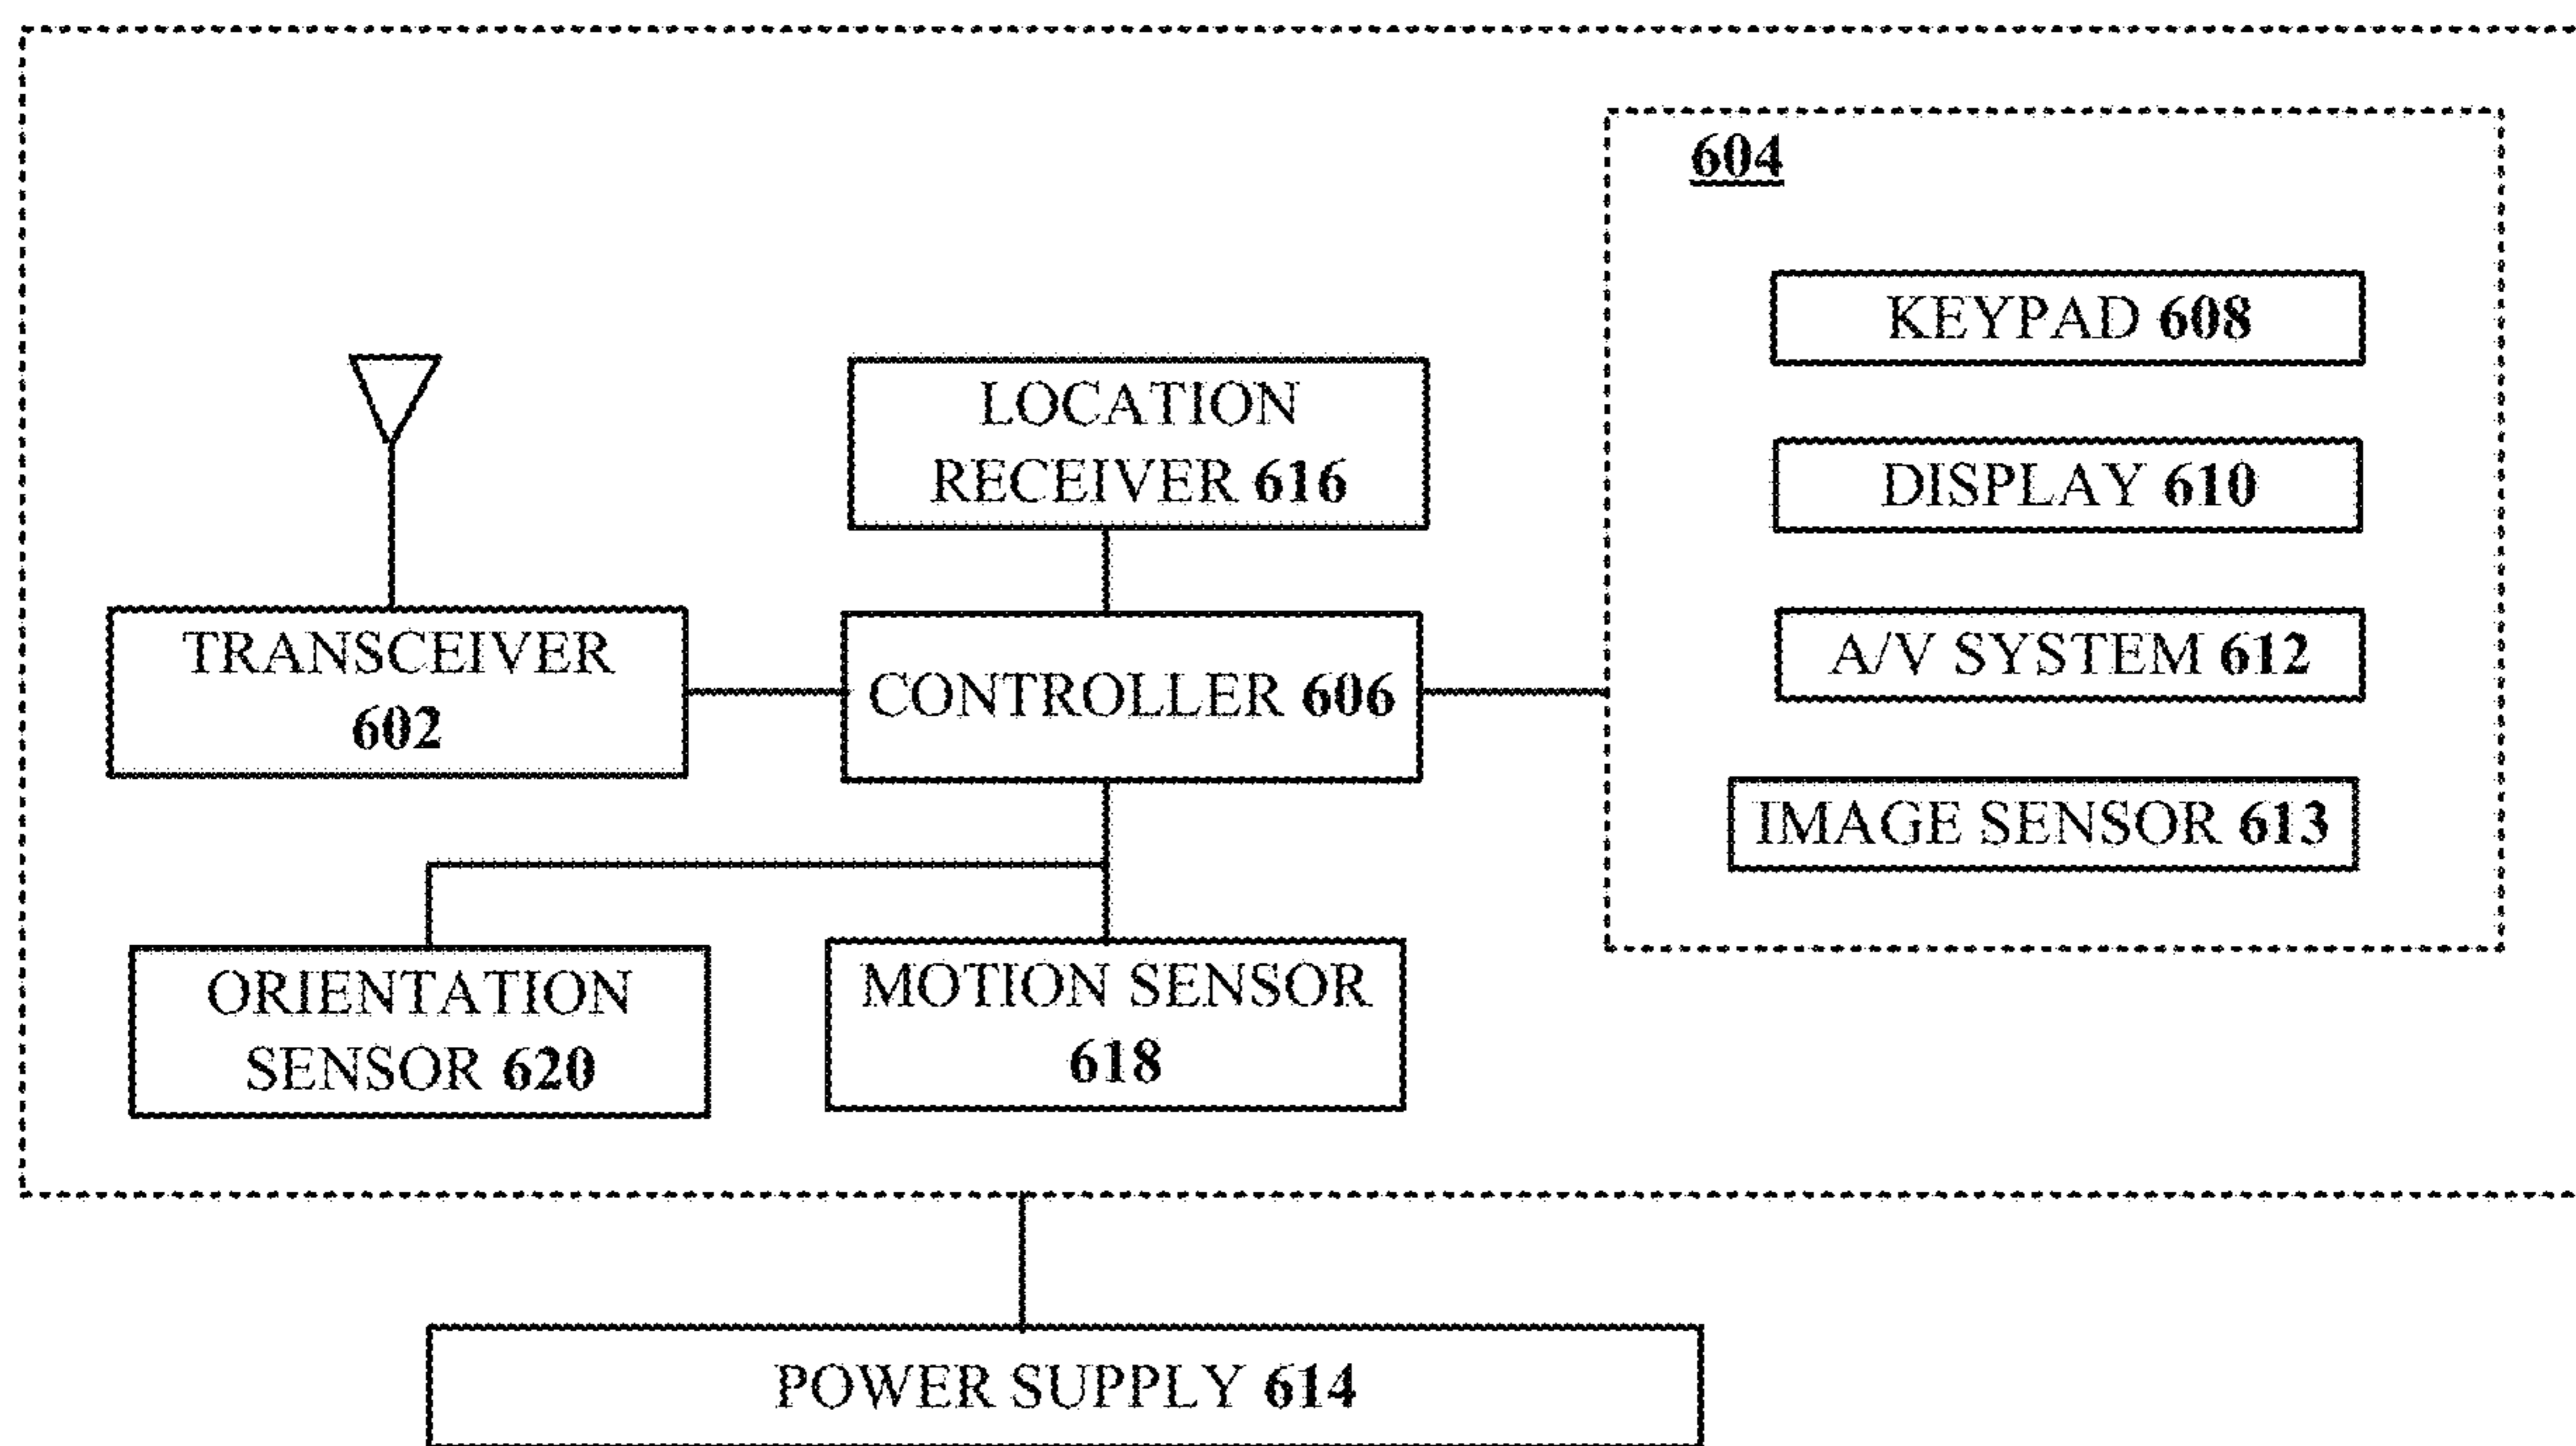 604
KEYPAD 608
LOCATION
RECEIVER 616
DISPLAY 610
TRANSCEIVER
602
CONTROLLER 606
A/V SYSTEM 612
IMAGE SENSOR 613
ORIENTATION
SENSOR 620
MOTION SENSOR
618
POWER SUPPLY 614